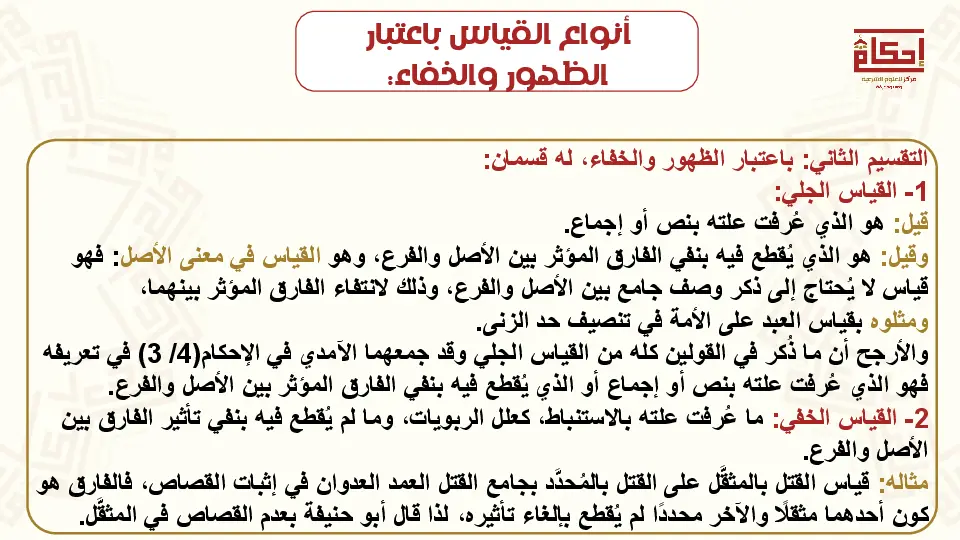 أنواع القياس باعتبار
الظهور والخفاء:
إحكام
مركز للعلوم الشرعية
التقسيم الثاني: باعتبار الظهور والخفاء، له قسمان:
1- القياس الجلي:
قيل: هو الذي عُرفت علته بنص أو إجماع.
وقيل: هو الذي يُقطع فيه بنفي الفارق المؤثر بين الأصل والفرع، وهو القياس في معنى الأصل: فهو
قياس لا يُحتاج إلى ذكر وصف جامع بين الأصل والفرع، وذلك لانتفاء الفارق المؤثر بينهما،
ومثلوه بقياس العبد على الأمة في تنصيف حد الزنى.
والأرجح أن ما ذُكر في القولين كله من القياس الجلي وقد جمعهما الآمدي في الإحكام(4/ 3) في تعريفه
فهو الذي عُرفت علته بنص أو إجماع أو الذي يُقطع فيه بنفي الفارق المؤثر بين الأصل والفرع.
2- القياس الخفي: ما عُرفت علته بالاستنباط، كعلل الربويات، وما لم يُقطع فيه بنفي تأثير الفارق بين
الأصل والفرع.
مثاله: قياس القتل بالمثقَّل على القتل بالمُحدَّد بجامع القتل العمد العدوان في إثبات القصاص، فالفارق هو
كون أحدهما مثقلًا والآخر محددًا لم يُقطع بإلغاء تأثيره، لذا قال أبو حنيفة بعدم القصاص في المثقَّل.